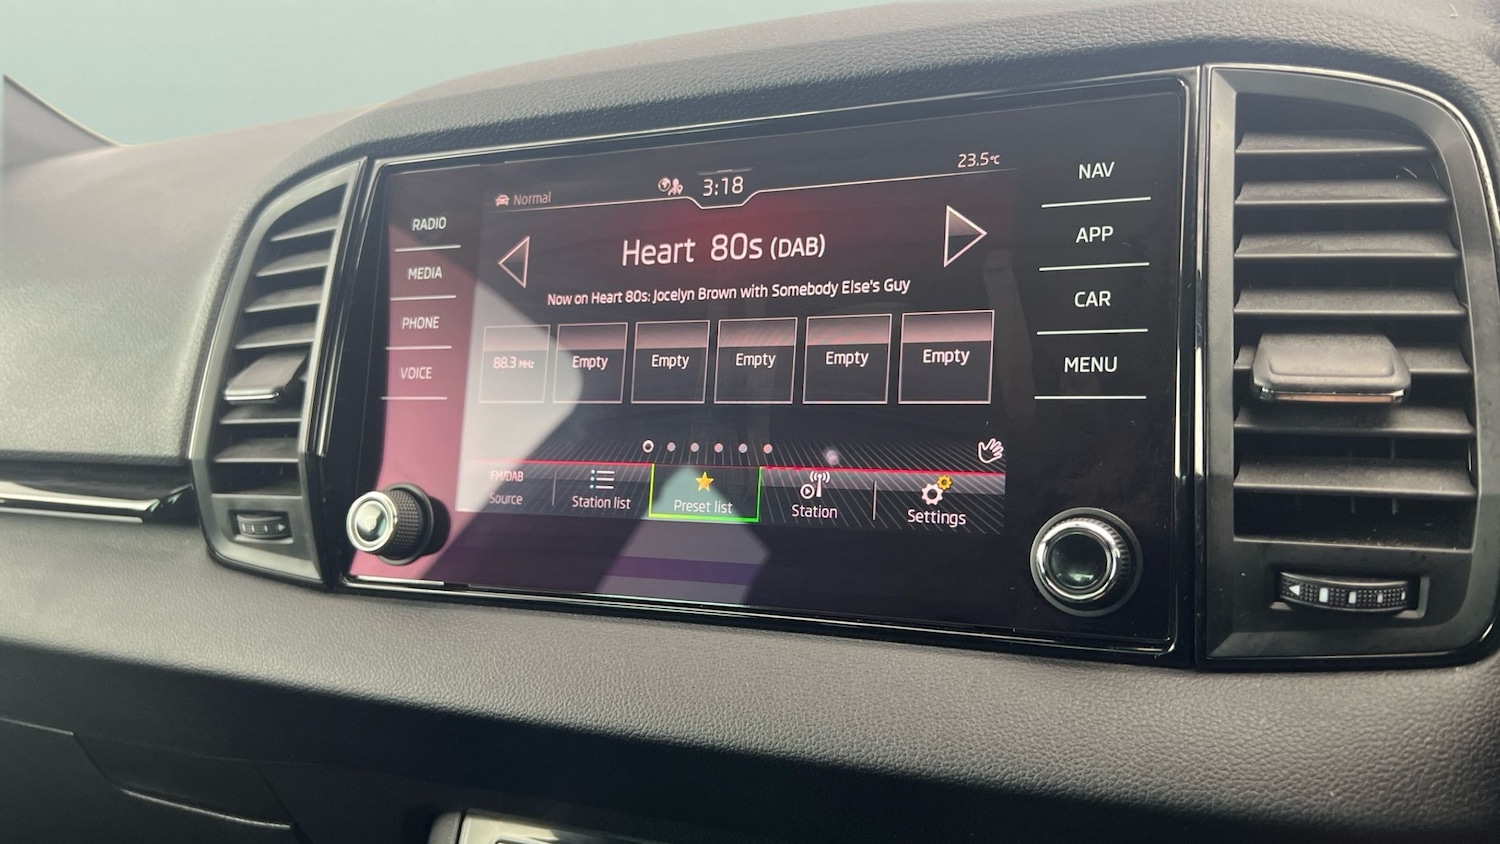 Normal
3:18
23.5°C
RADIO
MEDIA
PHONE
VOICE
Heart 80s (DAB)
Now on Heart 80s: Jocelyn Brown with Somebody Else's Guy
88.3 MHz
Empty
Empty
Empty
Empty
Empty
FM/DAB
Source
Station list
Preset list
Station
Settings
NAV
APP
CAR
MENU